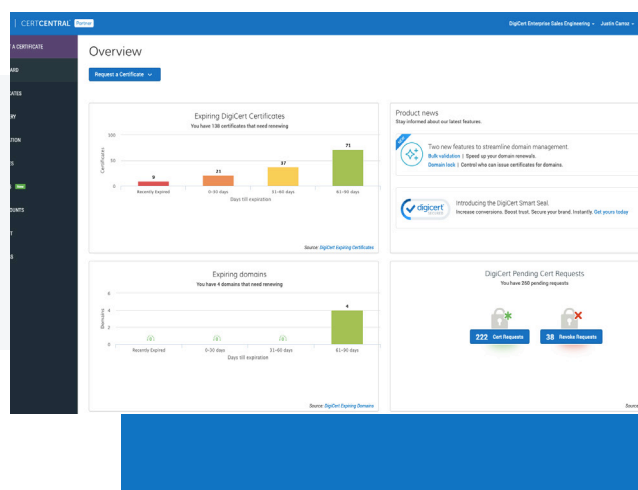 CERTCENTRAL Partner
DigiCert Enterprise Sales Engineering
T A CERTIFICATE
Overview
Request a Certificate
Expiring DigiCert Certificates
You have 138 certificates that need renewing
Certificates
100
50
0
9
21
37
71
Recently Expired
0-30 days
31-60 days
61-90 days
Days till expiration
Source: DigiCert Expiring Certificates
Product news
Stay informed about our latest features.
Two new features to streamline domain management.
Bulk validation | Speed up your domain renewals.
Domain lock | Control who can issue certificates for domains.
digicert
Introducing the DigiCert Smart Seal.
Increase conversions. Boost trust. Secure your brand. Instantly. Get yours today
Expiring domains
You have 4 domains that need renewing
Domains
6
4
2
0
4
Recently Expired
0-30 days
31-60 days
61-90 days
Days till expiration
Source: DigiCert Expiring Domains
DigiCert Pending Cert Requests
You have 260 pending requests
222 Cert Requests
38 Revoke Requests
Source